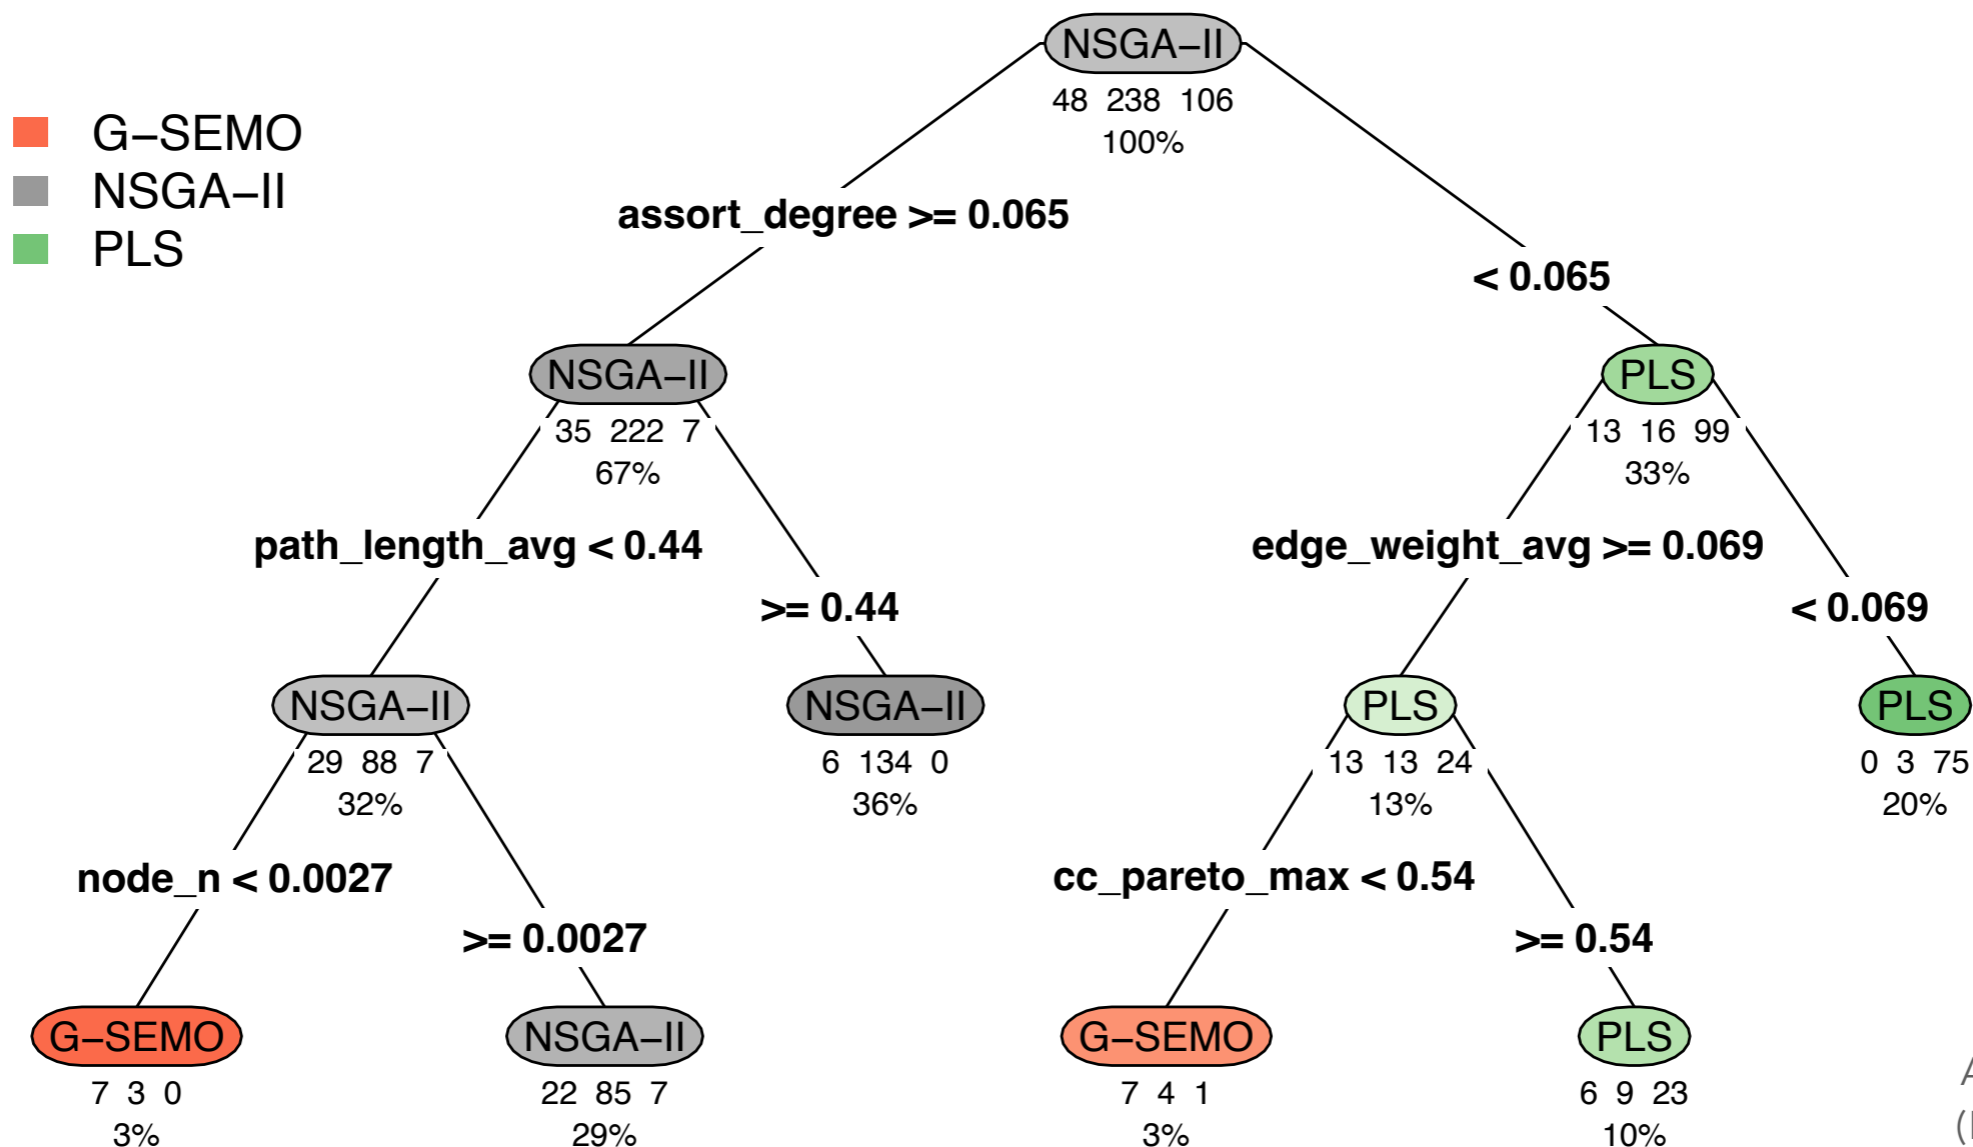 NSGA−II
48 238 106
100%
G−SEMO
NSGA−II
PLS
assort_degree >= 0.065
< 0.065
NSGA−II
35 222 7
67%
PLS
13 16 99
33%
path_length_avg < 0.44
>= 0.44
edge_weight_avg >= 0.069
< 0.069
NSGA−II
29 88 7
32%
NSGA−II
6 134 0
36%
PLS
13 13 24
13%
PLS
0 3 75
20%
node_n < 0.0027
>= 0.0027
cc_pareto_max < 0.54
>= 0.54
G−SEMO
7 3 0
3%
NSGA−II
22 85 7
29%
G−SEMO
7 4 1
3%
PLS
6 9 23
10%